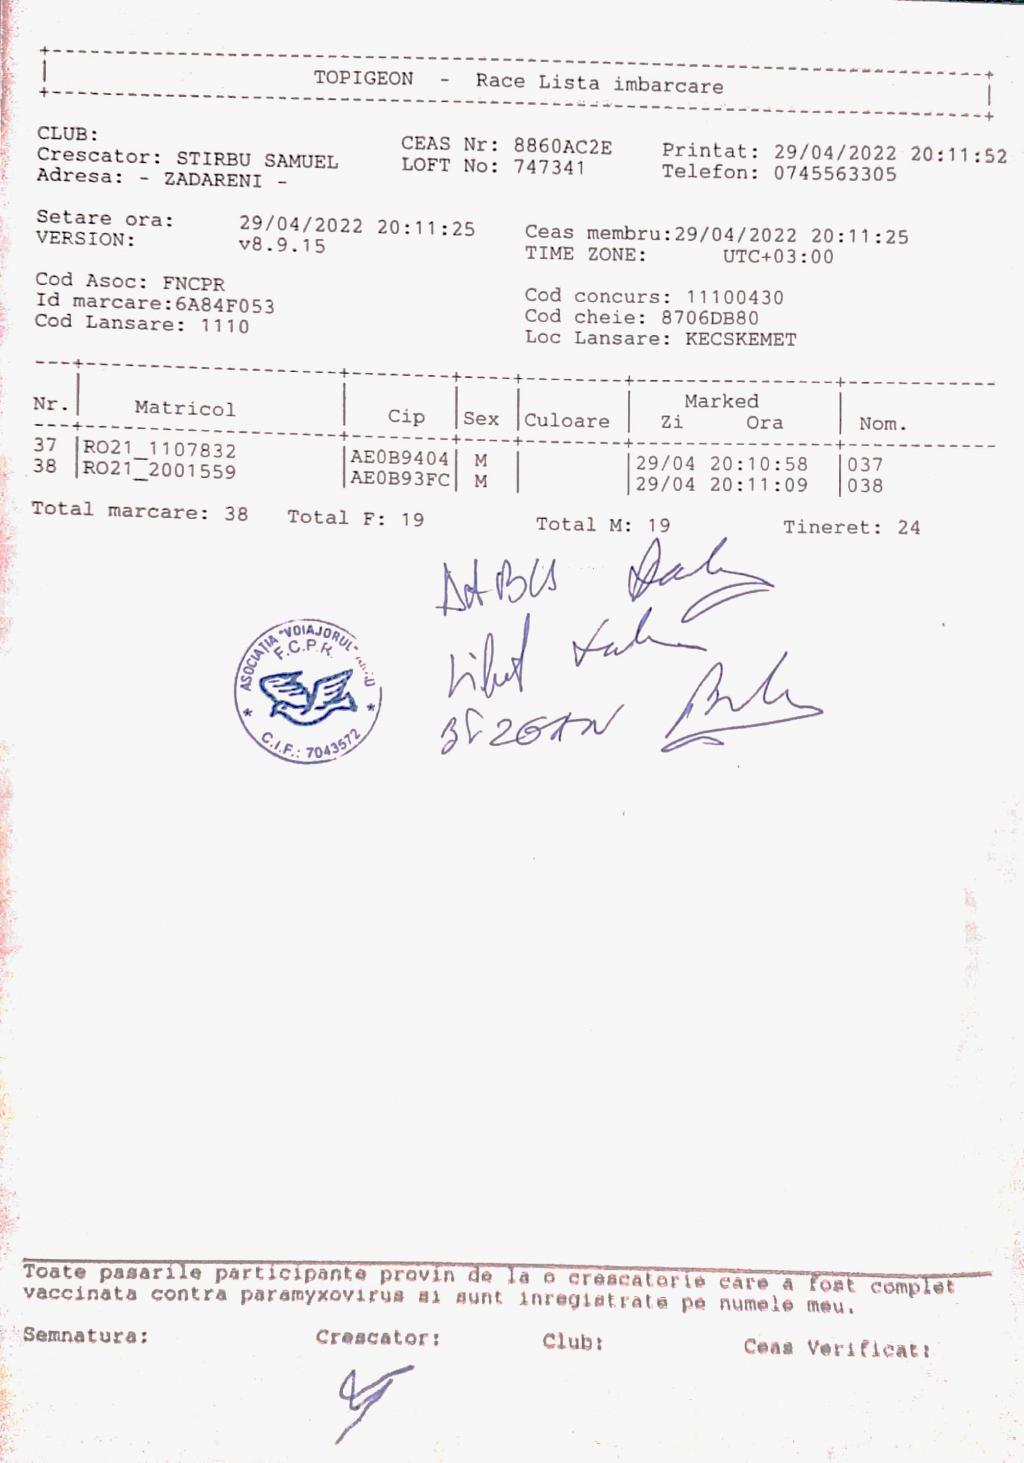 TOPIGEON - Race Lista imbarcare
CLUB:
Crescator: STIRBU SAMUEL
Adresa: - ZADARENI -
CEAS Nr: 8860AC2E
LOFT No: 747341
Printat: 29/04/2022 20:11:52
Telefon: 0745563305
Setare ora: 29/04/2022 20:11:25
VERSION: v8.9.15
Ceas membru:29/04/2022 20:11:25
TIME ZONE: UTC+03:00
Cod Asoc: FNCPR
Id marcare:6A84F053
Cod Lansare: 1110
Cod concurs: 11100430
Cod cheie: 8706DB80
Loc Lansare: KECSKEMET
Nr. Matricol Cip Sex Culoare Marked Zi Ora Nom.
37 RO21_1107832 AE0B9404 M 29/04 20:10:58 037
38 RO21_2001559 AE0B93FC M 29/04 20:11:09 038
Total marcare: 38 Total F: 19 Total M: 19 Tineret: 24
ASOCIATIA "VOIAJORUL"
F.C.P.R.
C.I.F.: 7043572
Toate pasarile participante provin de la o crescatorie care a fost complet
vaccinata contra paramyxovirus si sunt inregistrate pe numele meu.
Semnatura: Crescator: Club: Ceas Verificat: